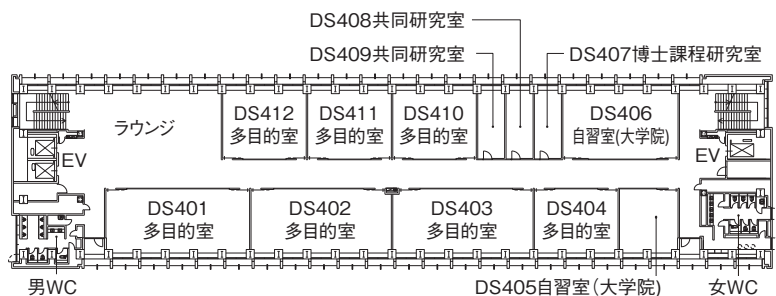 DS408共同研究室
DS409共同研究室
DS407博士課程研究室
ラウンジ
DS412
多目的室
DS411
多目的室
DS410
多目的室
DS406
自習室(大学院)
EV
EV
DS401
多目的室
DS402
多目的室
DS403
多目的室
DS404
多目的室
男WC
DS405自習室(大学院)
女WC